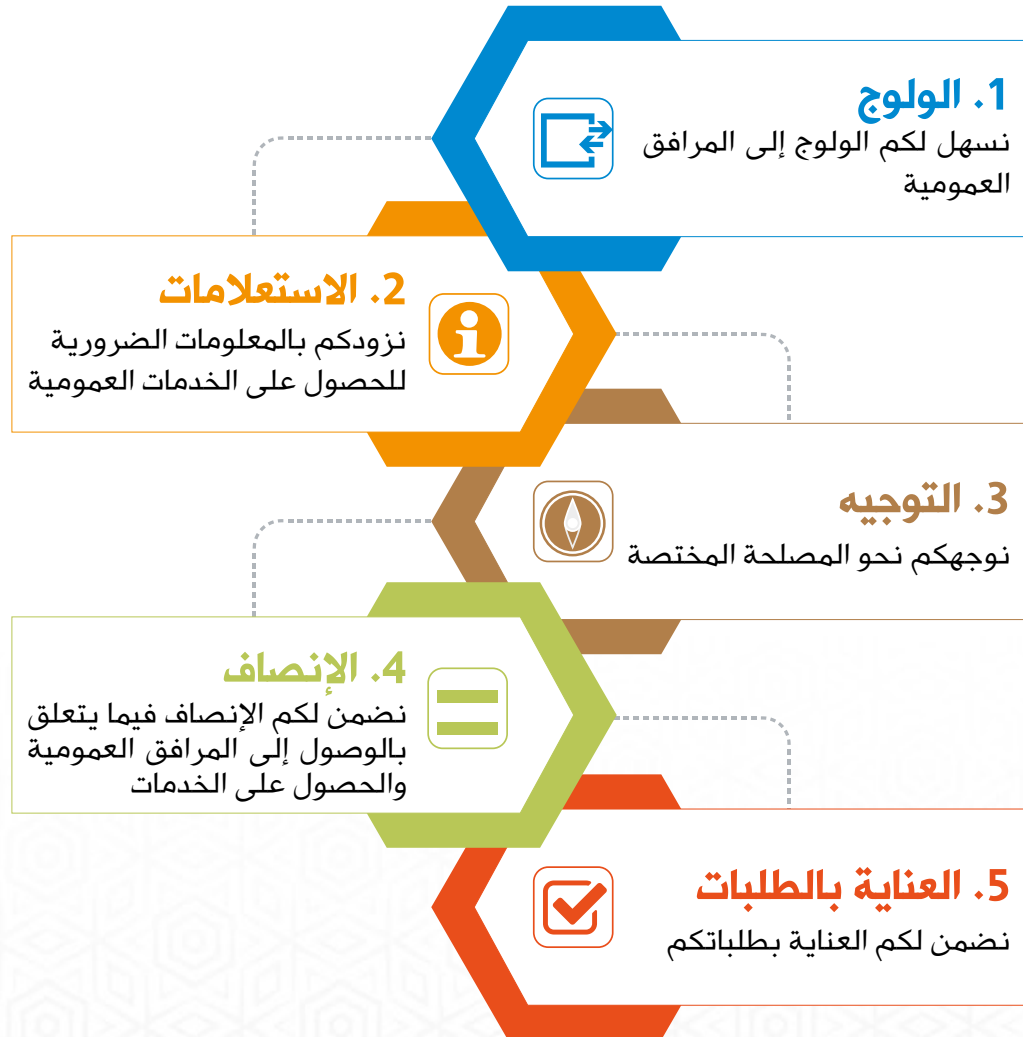 1. الولوج
نسهل لكم الولوج إلى المرافق
العمومية
2. الاستعلامات
نزودكم بالمعلومات الضرورية
للحصول على الخدمات العمومية
3. التوجيه
نوجهكم نحو المصلحة المختصة
4. الإنصاف
نضمن لكم الإنصاف فيما يتعلق
بالوصول إلى المرافق العمومية
والحصول على الخدمات
5. العناية بالطلبات
نضمن لكم العناية بطلباتكم